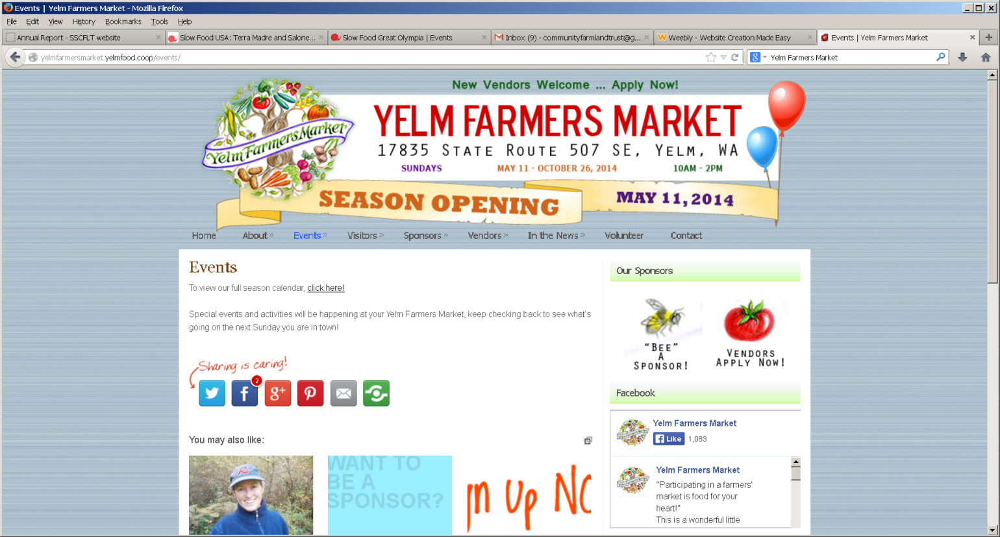 Events | Yelm Farmers Market - Mozilla Firefox
File Edit View History Bookmarks Tools Help
Annual Report - SSCFLT website
Slow Food USA: Terra Madre and Salone...
Slow Food Great Olympia | Events
Inbox (9) - communityfarmlandtrust@g...
Weebly - Website Creation Made Easy
Events | Yelm Farmers Market
yelmfarmersmarket.yelmfood.coop/events/
Yelm Farmers Market
New Vendors Welcome ... Apply Now!
Yelm Farmers Market
YELM FARMERS MARKET
17835 STATE ROUTE 507 SE, YELM, WA
SUNDAYS MAY 11 - OCTOBER 26, 2014 10AM - 2PM
SEASON OPENING MAY 11, 2014
Home About » Events » Visitors » Sponsors » Vendors » In the News » Volunteer Contact
Events
To view our full season calendar, click here!
Special events and activities will be happening at your Yelm Farmers Market, keep checking back to see what's
going on the next Sunday you are in town!
Sharing is caring!
2
You may also like:
WANT TO
BE A
SPONSOR?
n Up NO
Our Sponsors
"BEE"
A
SPONSOR!
VENDORS
APPLY NOW!
Facebook
Yelm Farmers Market
Like 1,083
Yelm Farmers Market
"Participating in a farmers'
market is food for your
heart!"
This is a wonderful little